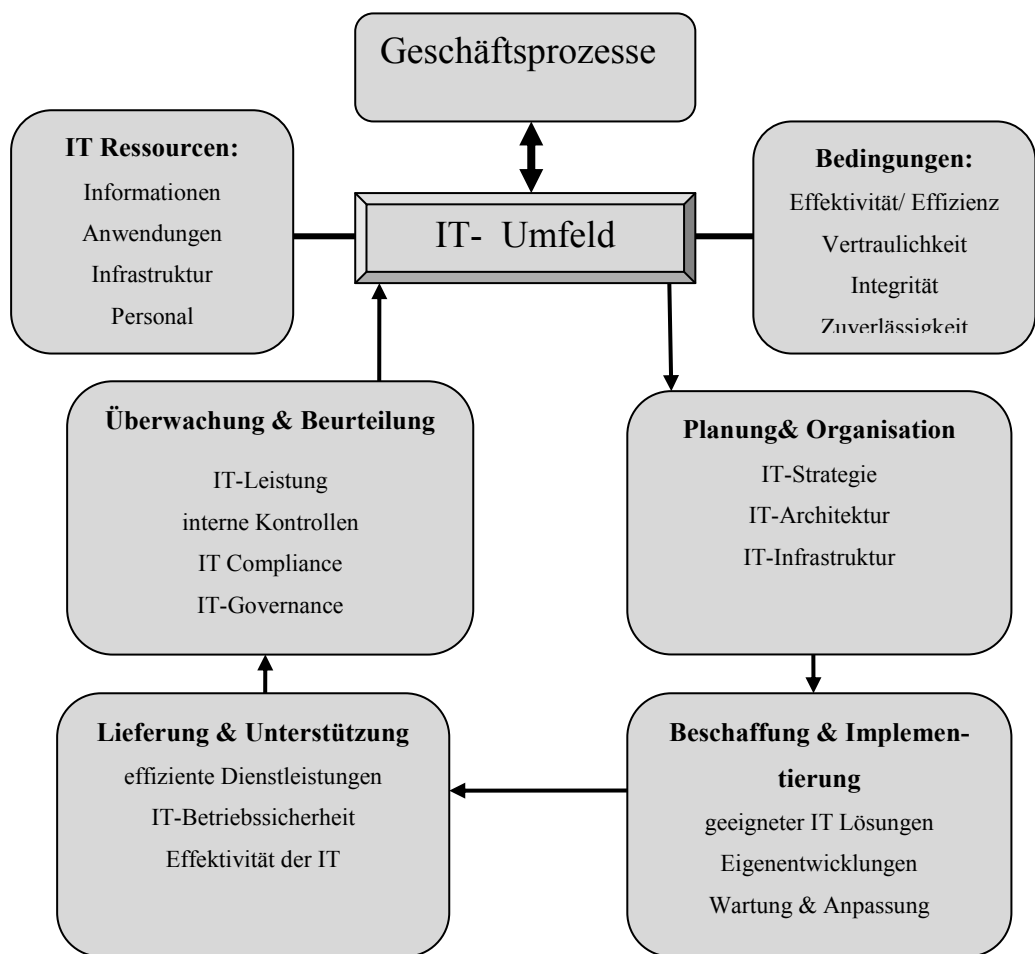 Geschäftsprozesse
IT Ressourcen:
Informationen
Anwendungen
Infrastruktur
Personal
IT- Umfeld
Bedingungen:
Effektivität/ Effizienz
Vertraulichkeit
Integrität
Zuverlässigkeit
Überwachung & Beurteilung
IT-Leistung
interne Kontrollen
IT Compliance
IT-Governance
Planung& Organisation
IT-Strategie
IT-Architektur
IT-Infrastruktur
Lieferung & Unterstützung
effiziente Dienstleistungen
IT-Betriebssicherheit
Effektivität der IT
Beschaffung & Implemen-
tierung
geeigneter IT Lösungen
Eigenentwicklungen
Wartung & Anpassung